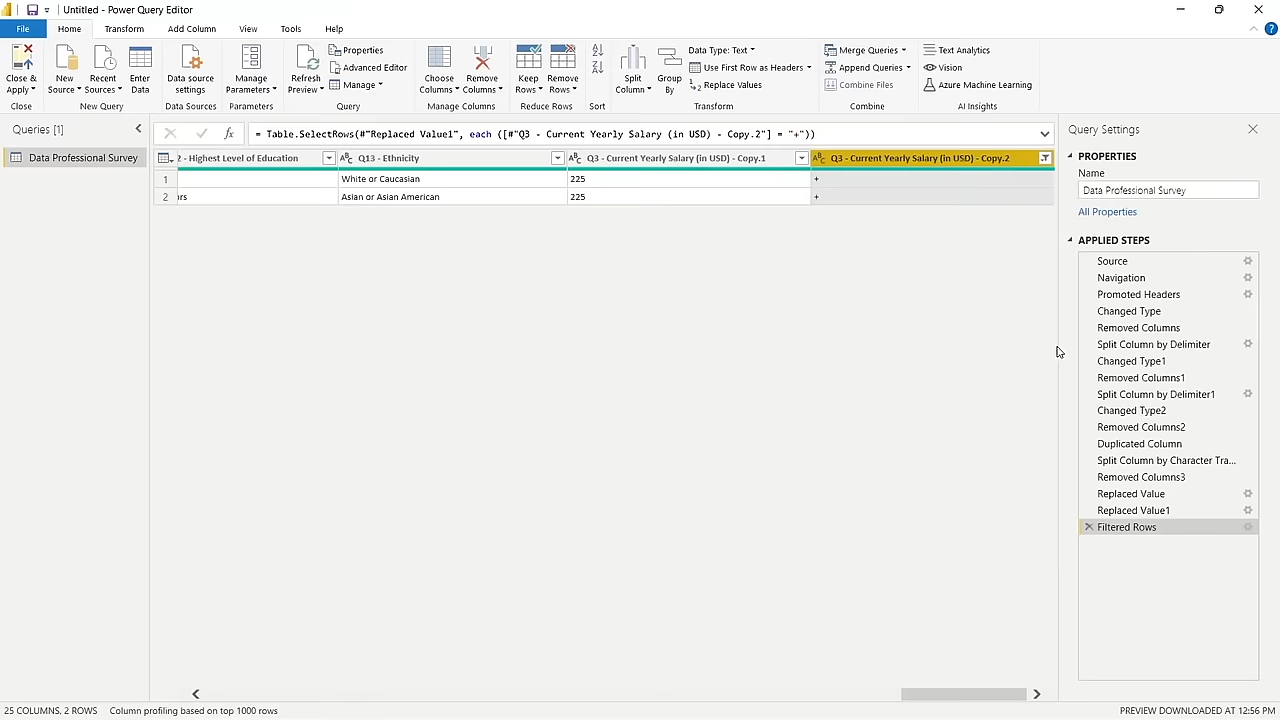 Untitled - Power Query Editor
File Home Transform Add Column View Tools Help
Close & Apply
New Source
Recent Sources
Enter Data
Data source settings
Manage Parameters
Refresh Preview
Properties
Advanced Editor
Manage
Choose Columns
Remove Columns
Keep Rows
Remove Rows
Split Column
Group By
Data Type: Text
Use First Row as Headers
Replace Values
Merge Queries
Append Queries
Combine Files
Text Analytics
Vision
Azure Machine Learning
Close New Query Data Sources Parameters Query Manage Columns Reduce Rows Sort Transform Combine AI Insights
Queries [1]
Data Professional Survey
= Table.SelectRows(#"Replaced Value1", each ([#"Q3 - Current Yearly Salary (in USD) - Copy.2"] = "+"))
2 - Highest Level of Education Q13 - Ethnicity Q3 - Current Yearly Salary (in USD) - Copy.1 Q3 - Current Yearly Salary (in USD) - Copy.2
1 White or Caucasian 225 +
2 rs Asian or Asian American 225 +
Query Settings
PROPERTIES
Name
Data Professional Survey
All Properties
APPLIED STEPS
Source
Navigation
Promoted Headers
Changed Type
Removed Columns
Split Column by Delimiter
Changed Type1
Removed Columns1
Split Column by Delimiter1
Changed Type2
Removed Columns2
Duplicated Column
Split Column by Character Tra...
Removed Columns3
Replaced Value
Replaced Value1
Filtered Rows
25 COLUMNS, 2 ROWS Column profiling based on top 1000 rows PREVIEW DOWNLOADED AT 12:56 PM